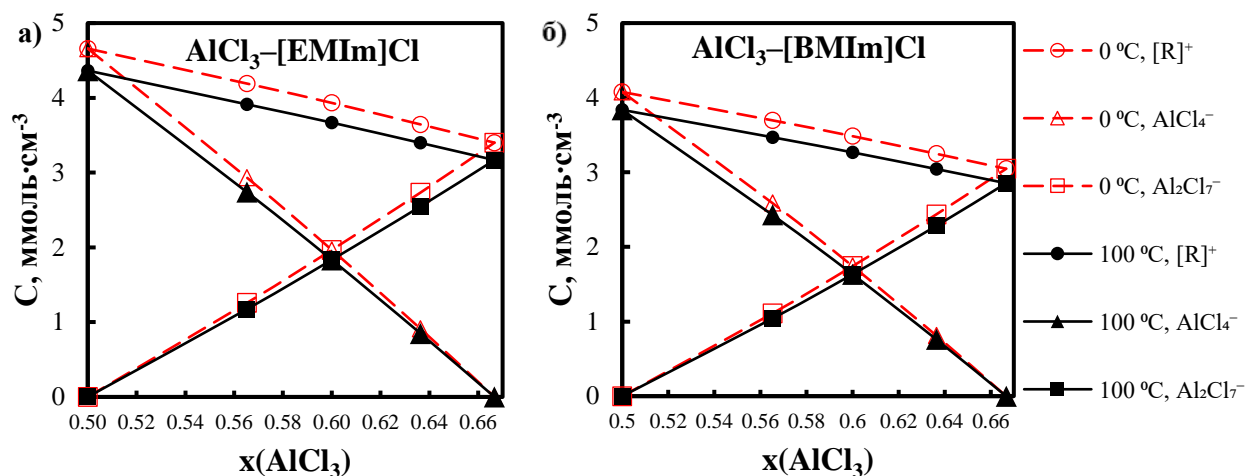 а)
AlCl₃–[EMIm]Cl
C, ммоль·см⁻³
5
4
3
2
1
0
0.50 0.52 0.54 0.56 0.58 0.60 0.62 0.64 0.66
x(AlCl₃)
б)
AlCl₃–[BMIm]Cl
C, ммоль·см⁻³
5
4
3
2
1
0
0.5 0.52 0.54 0.56 0.58 0.6 0.62 0.64 0.66
x(AlCl₃)
0 ºC, [R]⁺
0 ºC, AlCl₄⁻
0 ºC, Al₂Cl₇⁻
100 ºC, [R]⁺
100 ºC, AlCl₄⁻
100 ºC, Al₂Cl₇⁻